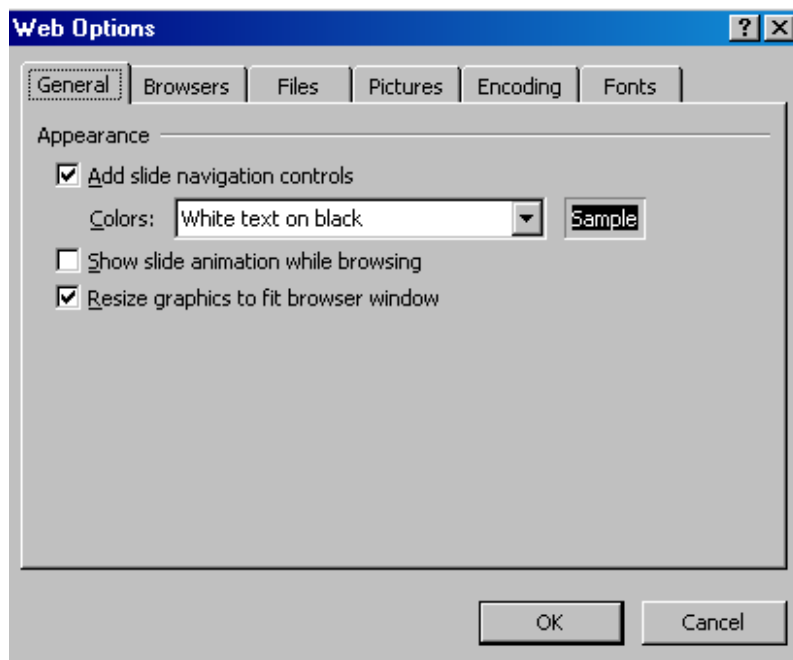 Web Options
General Browsers Files Pictures Encoding Fonts
Appearance
Add slide navigation controls
Colors: White text on black Sample
Show slide animation while browsing
Resize graphics to fit browser window
OK Cancel